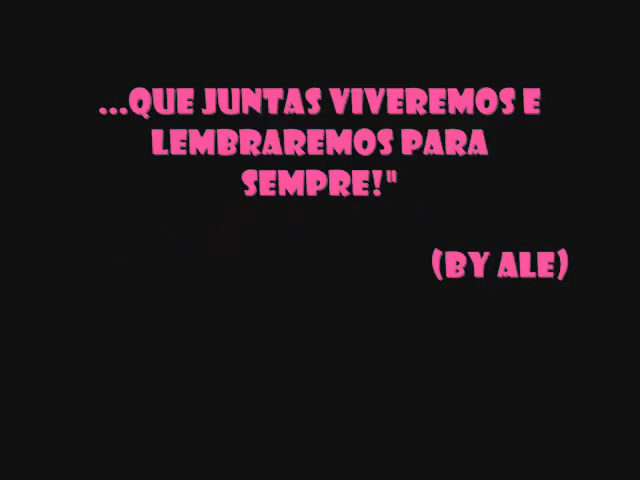 ...QUE JUNTAS VIVEREMOS E
LEMBRAREMOS PARA
SEMPRE!"
(BY ALE)